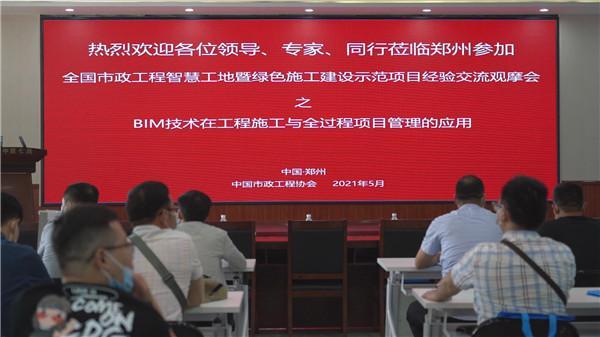 热烈欢迎各位领导、专家、同行莅临郑州参加
全国市政工程智慧工地暨绿色施工建设示范项目经验交流观摩会
之
BIM技术在工程施工与全过程项目管理的应用
中国·郑州
中国市政工程协会 2021年5月